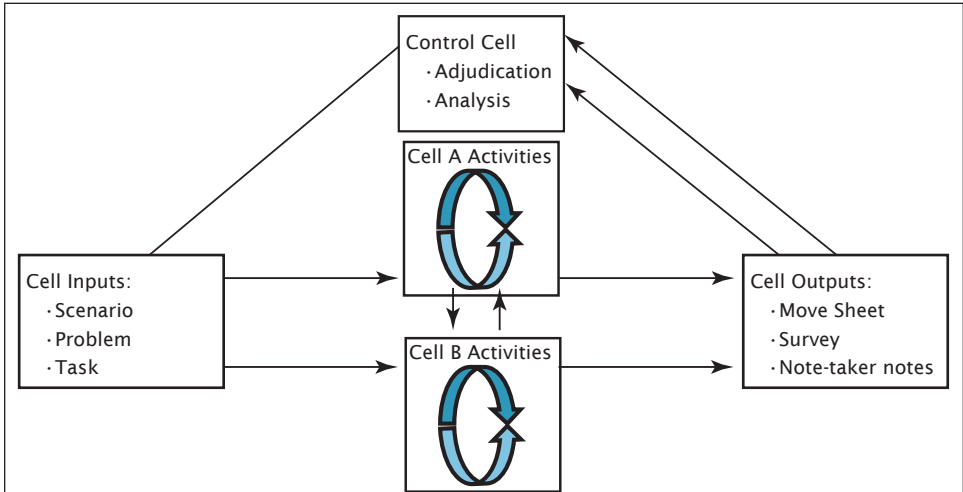 Control Cell
· Adjudication
· Analysis
Cell A Activities
Cell Inputs:
· Scenario
· Problem
· Task
Cell B Activities
Cell Outputs:
· Move Sheet
· Survey
· Note-taker notes